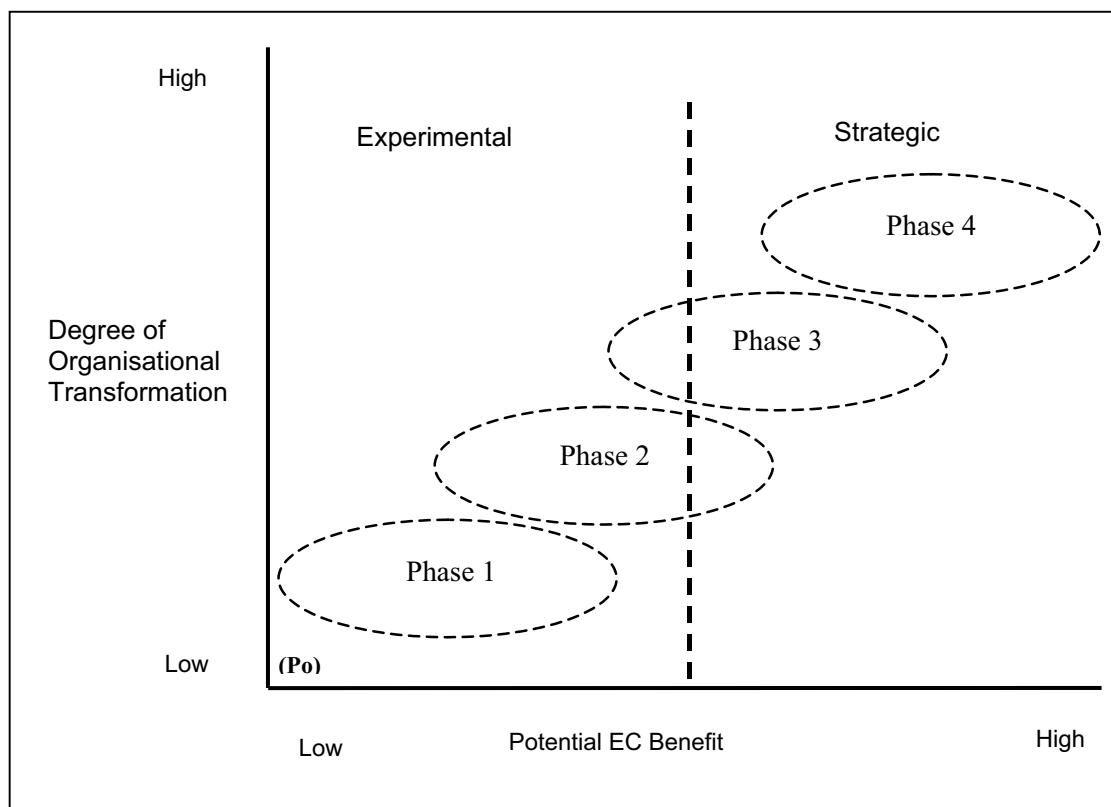 High
Experimental
Strategic
Phase 4
Degree of
Organisational
Transformation
Phase 3
Phase 2
Phase 1
Low
(Po)
Low
Potential EC Benefit
High